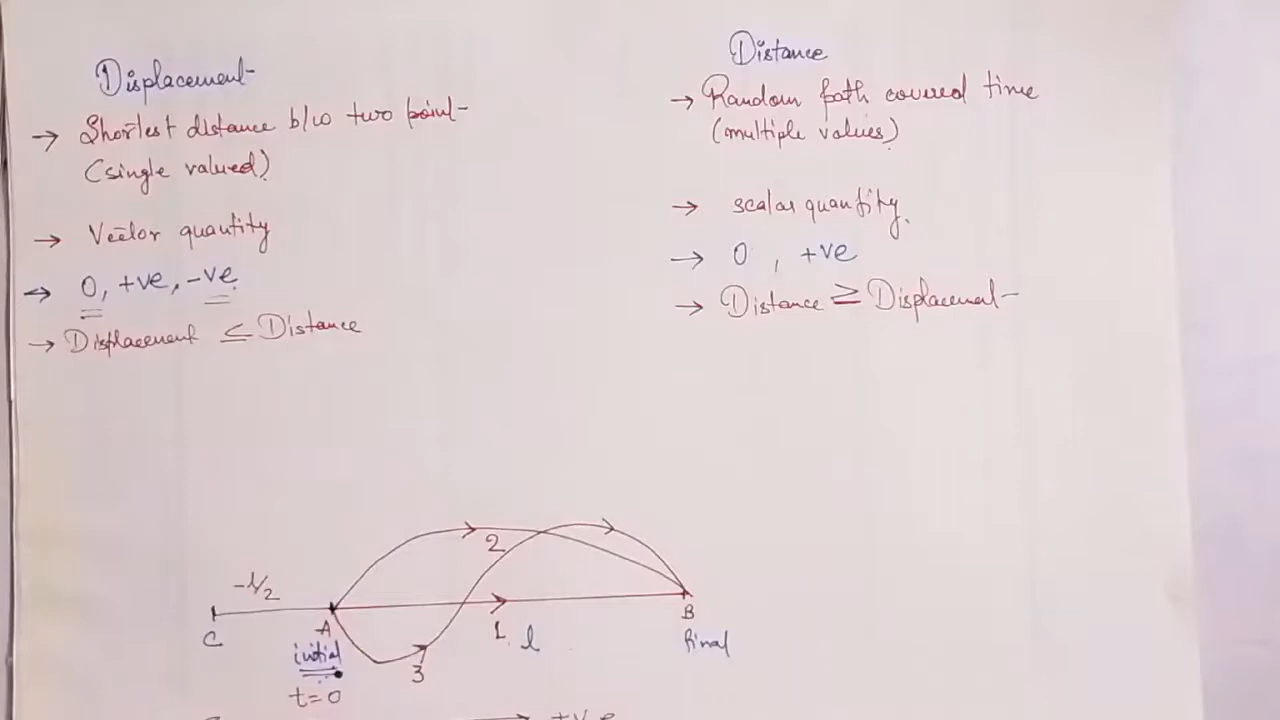 Displacement
→ Shortest distance b/w two point
(single valued).
→ Vector quantity
→ 0, +ve, -ve.
→ Displacement ≤ Distance
Distance
→ Random path covered time
(multiple values).
→ scalar quantity.
→ 0, +ve
→ Distance ≥ Displacement
2
-l/2
C
A
1. l
B
initial
final
3
t=0
+ve